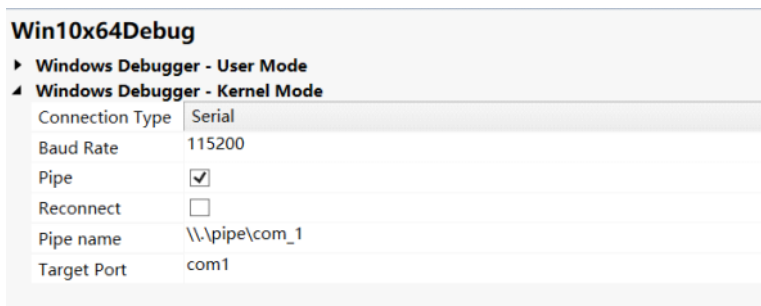 Win10x64Debug
Windows Debugger - User Mode
Windows Debugger - Kernel Mode
Connection Type Serial
Baud Rate 115200
Pipe
Reconnect
Pipe name \\.\pipe\com_1
Target Port com1